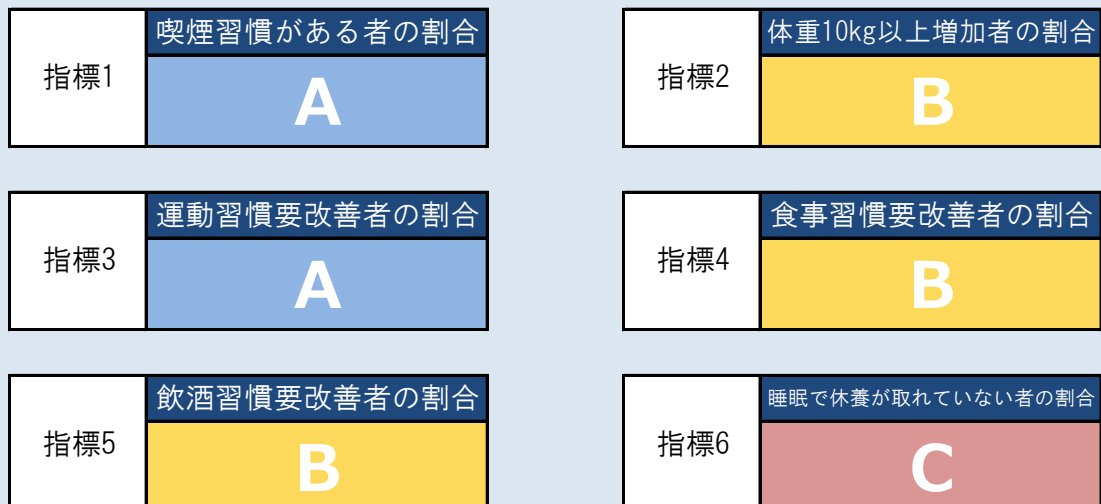 指標1
喫煙習慣がある者の割合
A
指標2
体重10kg以上増加者の割合
B
指標3
運動習慣要改善者の割合
A
指標4
食事習慣要改善者の割合
B
指標5
飲酒習慣要改善者の割合
B
指標6
睡眠で休養が取れていない者の割合
C